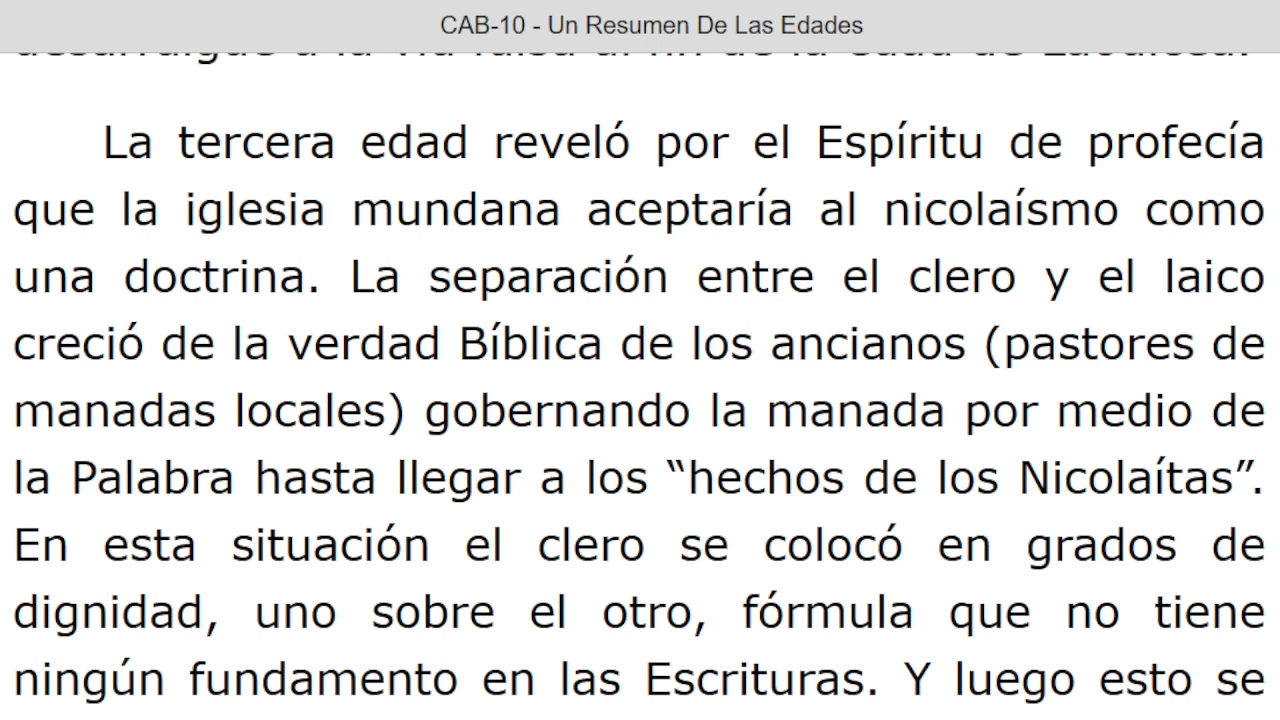 CAB-10 - Un Resumen De Las Edades
La tercera edad reveló por el Espíritu de profecía
que la iglesia mundana aceptaría al nicolaísmo como
una doctrina. La separación entre el clero y el laico
creció de la verdad Bíblica de los ancianos (pastores de
manadas locales) gobernando la manada por medio de
la Palabra hasta llegar a los “hechos de los Nicolaítas”.
En esta situación el clero se colocó en grados de
dignidad, uno sobre el otro, fórmula que no tiene
ningún fundamento en las Escrituras. Y luego esto se